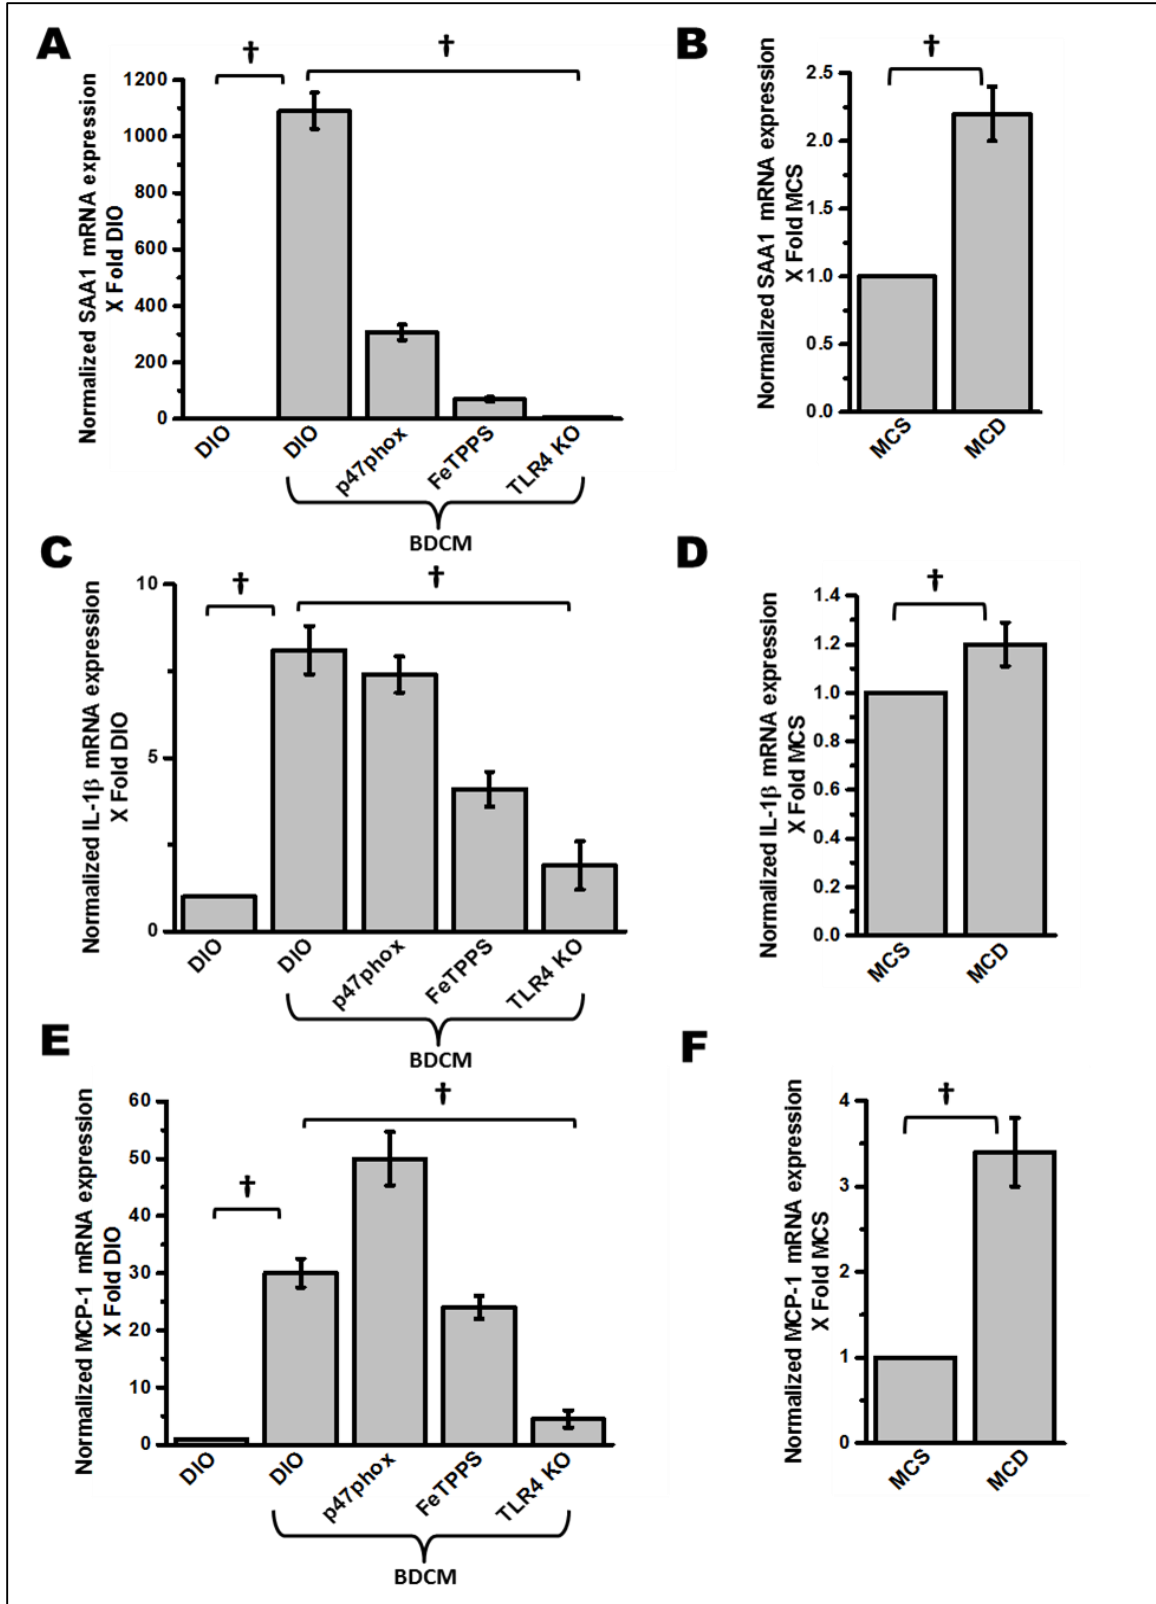 A
†
†
Normalized SAA1 mRNA expression
X Fold DIO
1200
1000
800
600
400
200
0
DIO
DIO
p47phox
FeTPPS
TLR4 KO
BDCM
B
†
Normalized SAA1 mRNA expression
X Fold MCS
2.5
2.0
1.5
1.0
0.5
0.0
MCS
MCD
C
†
†
Normalized IL-1β mRNA expression
X Fold DIO
10
5
0
DIO
DIO
p47phox
FeTPPS
TLR4 KO
BDCM
D
†
Normalized IL-1β mRNA expression
X Fold MCS
1.4
1.2
1.0
0.8
0.6
0.4
0.2
0.0
MCS
MCD
E
†
†
Normalized MCP-1 mRNA expression
X Fold DIO
60
50
40
30
20
10
0
DIO
DIO
p47phox
FeTPPS
TLR4 KO
BDCM
F
†
Normalized MCP-1 mRNA expression
X Fold MCS
4
3
2
1
0
MCS
MCD